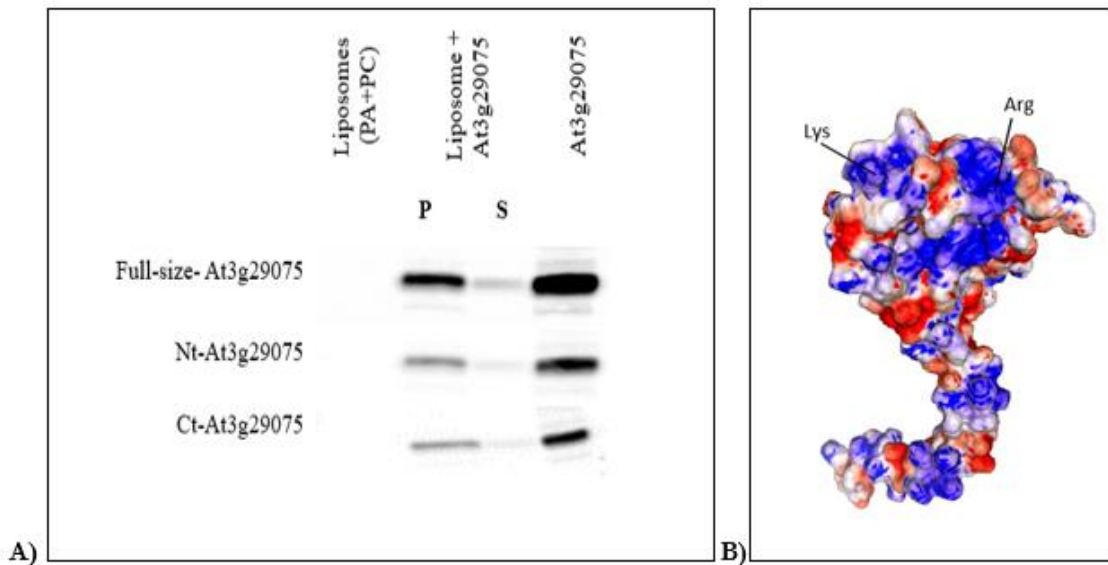 Liposomes
(PA+PC)
Liposome +
At3g29075
At3g29075
P S
Full-size- At3g29075
Nt-At3g29075
Ct-At3g29075
A)
Lys
Arg
B)